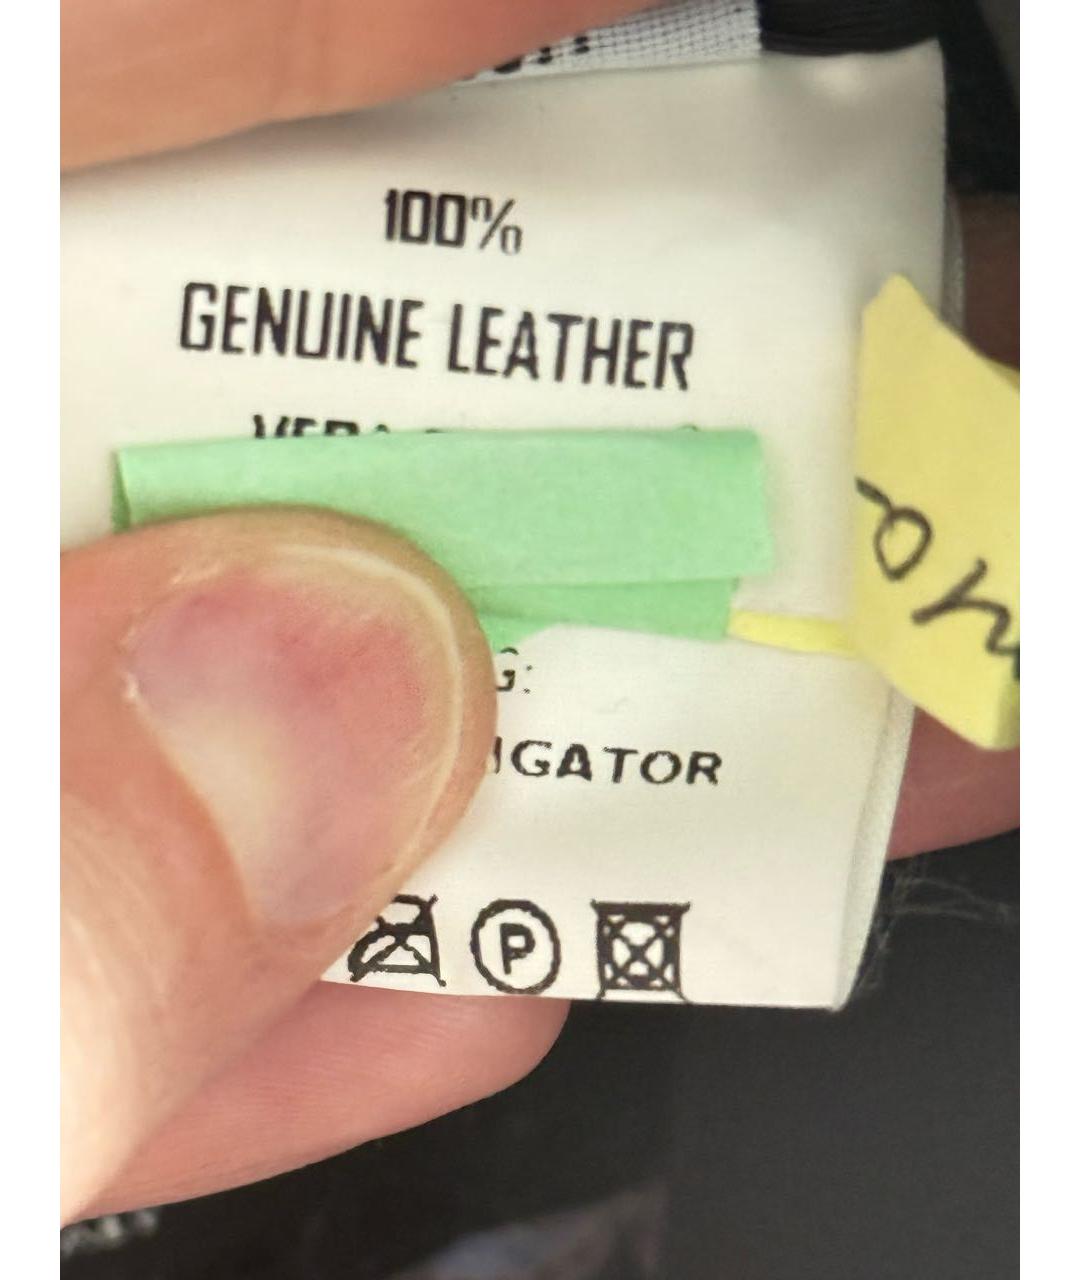 100%
GENUINE LEATHER
G:
IGATOR
P